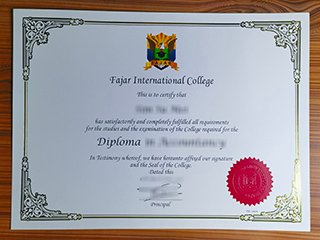 Fajar International College
This is to certify that
has satisfactorily and completely fulfilled all requirements
for the studies and the examination of the College required for the
Diploma in Accountancy
In Testimony whereof, we have hereunto affixed our signature
and the Seal of the College.
Dated this
Principal